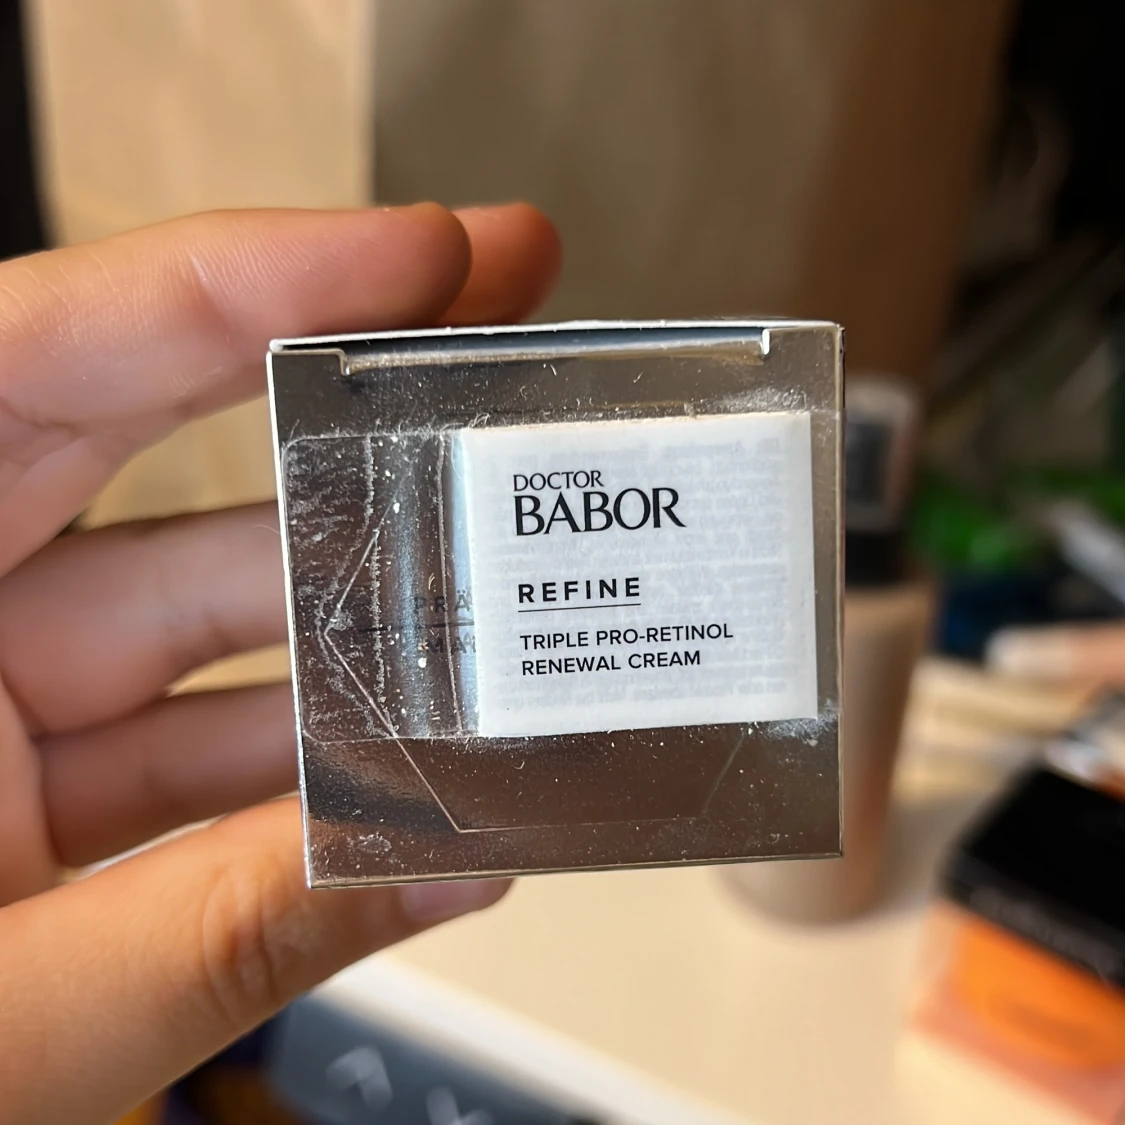 DOCTOR
BABOR
REFINE
TRIPLE PRO-RETINOL
RENEWAL CREAM